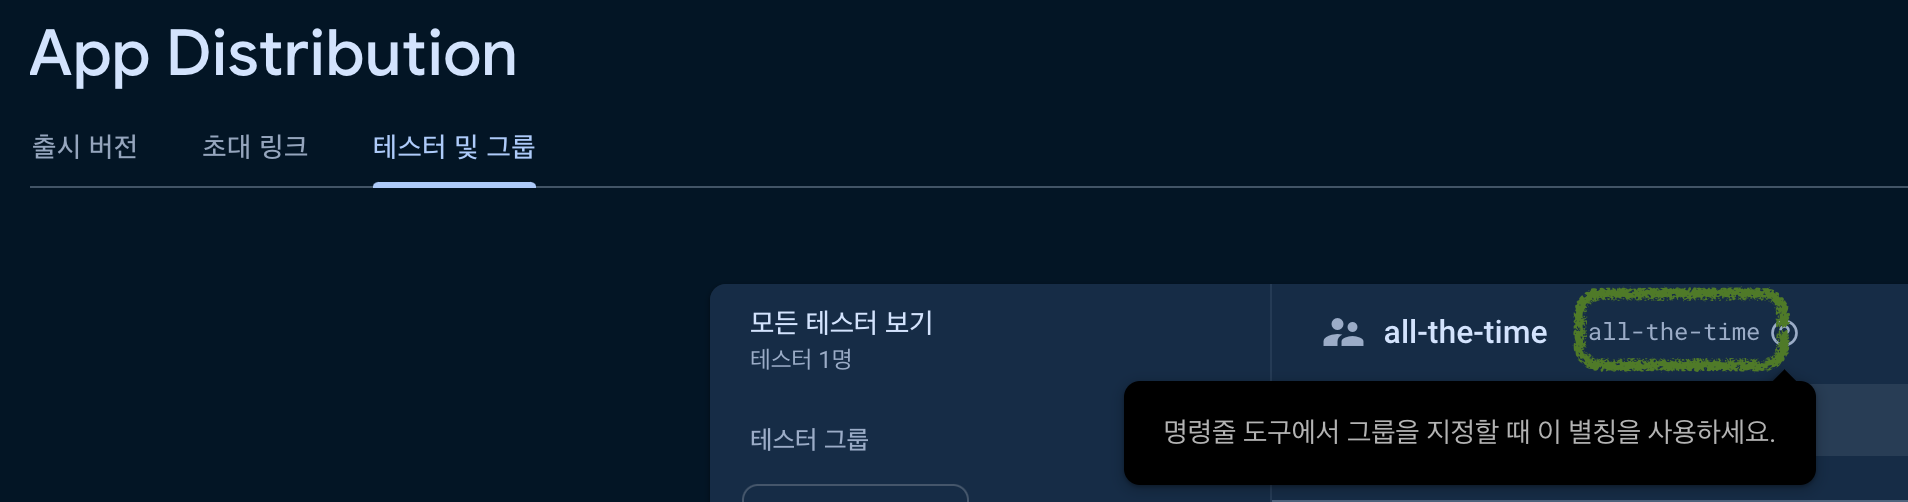 App Distribution
출시 버전 초대 링크 테스터 및 그룹
모든 테스터 보기
테스터 1명
테스터 그룹
all-the-time all-the-time
명령줄 도구에서 그룹을 지정할 때 이 별칭을 사용하세요.